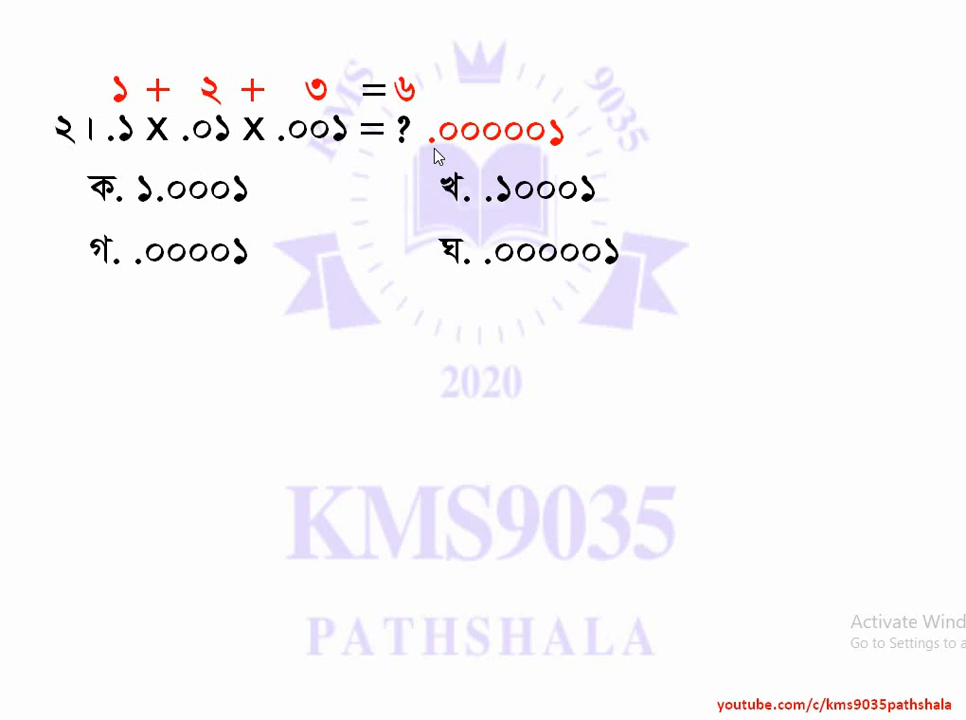 ১ + ২ + ৩ = ৬
২। .১ x .০১ x .০০১ = ? .০০০০০১
ক. ১.০০০১ খ. .১০০০১
গ. .০০০০১ ঘ. .০০০০০১
KMS 9035
2020
KMS9035
PATHSHALA
Activate Wind
Go to Settings to a
youtube.com/c/kms9035pathshala